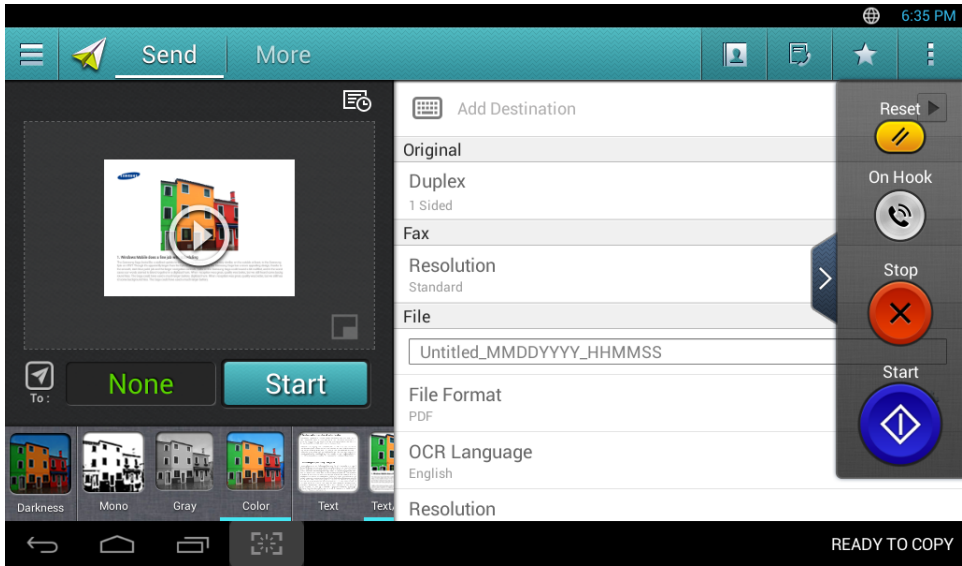 6:35 PM
Send
More
Add Destination
Reset
Original
Duplex
1 Sided
On Hook
Fax
Resolution
Standard
Stop
File
Untitled_MMDDYYYY_HHMMSS
Start
To :
None
Start
File Format
PDF
OCR Language
English
Resolution
Darkness
Mono
Gray
Color
Text
Text/
READY TO COPY
SAMSUNG